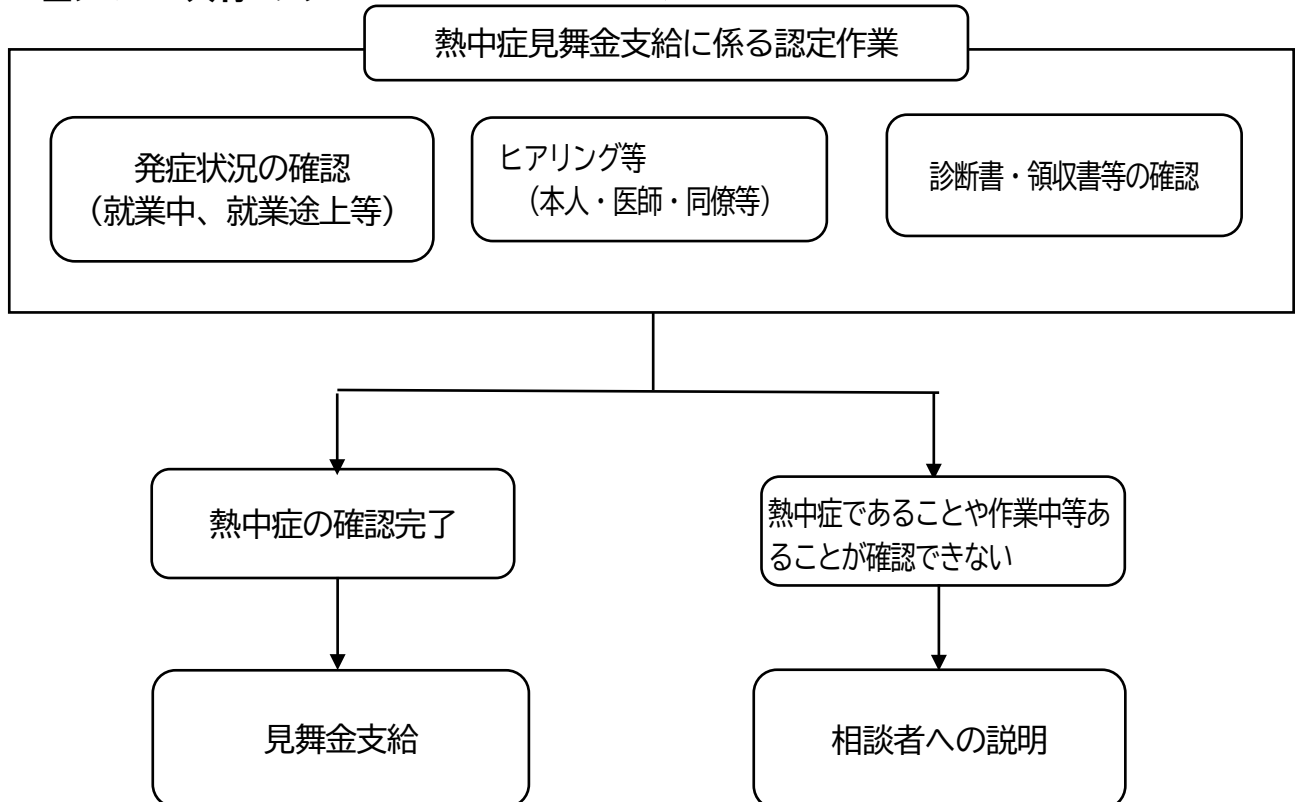 熱中症見舞金支給に係る認定作業
発症状況の確認
（就業中、就業途上等）
ヒアリング等
（本人・医師・同僚等）
診断書・領収書等の確認
熱中症の確認完了
熱中症であることや作業中等あ
ることが確認できない
見舞金支給
相談者への説明